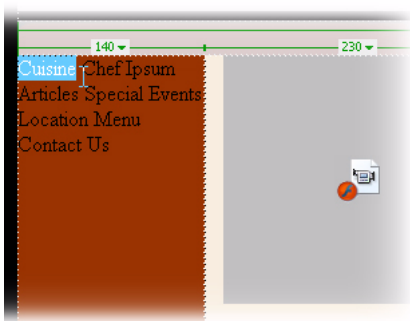 140 230
Cuisine Chef Ipsum
Articles Special Events
Location Menu
Contact Us